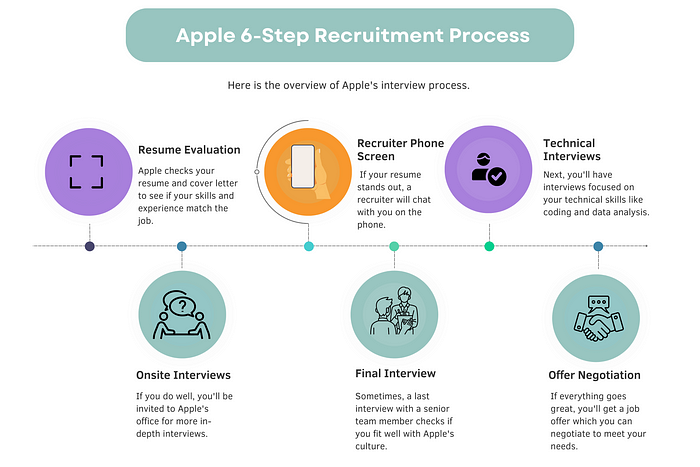 Apple 6-Step Recruitment Process
Here is the overview of Apple's interview process.
Resume Evaluation
Apple checks your
resume and cover letter
to see if your skills and
experience match the
job.
Recruiter Phone
Screen
If your resume
stands out, a
recruiter will chat
with you on the
phone.
Technical
Interviews
Next, you'll have
interviews focused on
your technical skills like
coding and data analysis.
?
Onsite Interviews
If you do well, you'll be
invited to Apple's
office for more in-
depth interviews.
Final Interview
Sometimes, a last
interview with a senior
team member checks if
you fit well with Apple's
culture.
Offer Negotiation
If everything goes
great, you'll get a job
offer which you can
negotiate to meet your
needs.